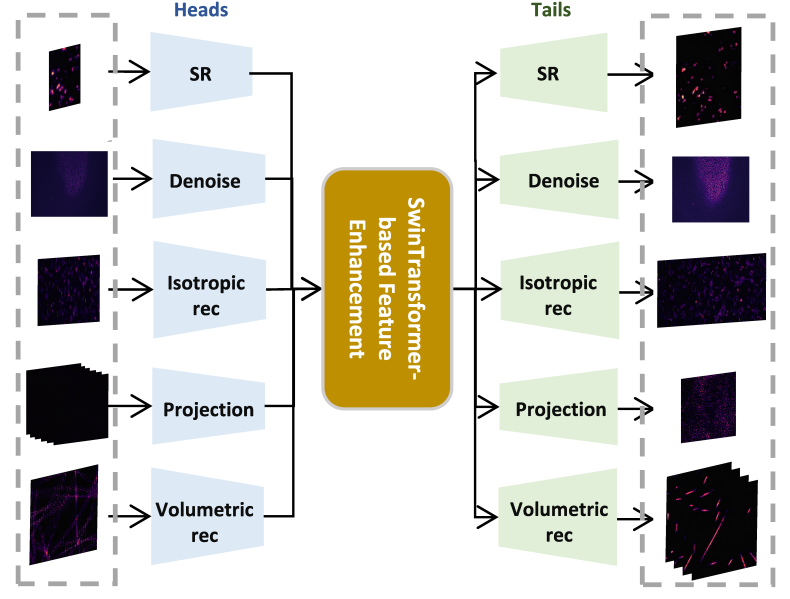 Heads
Tails
SR
Denoise
Isotropic
rec
Projection
Volumetric
rec
SwinTransformer-
based Feature
Enhancement
SR
Denoise
Isotropic
rec
Projection
Volumetric
rec